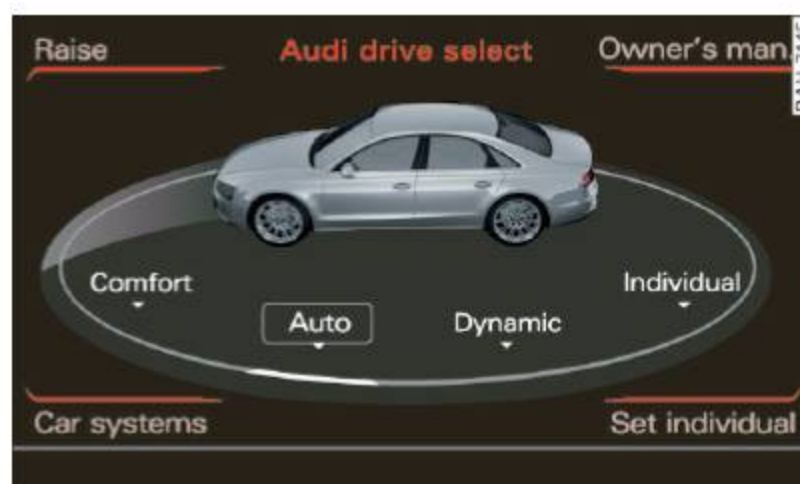 Raise
Audi drive select
Owner's man.
Comfort
Individual
Auto
Dynamic
Car systems
Set individual